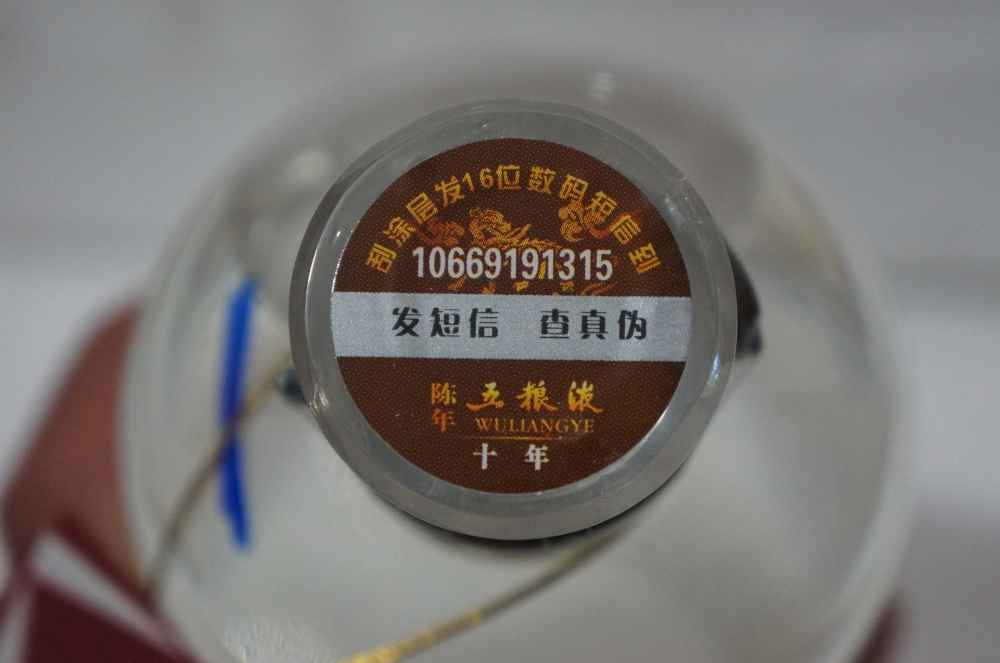 刮涂层发16位数码短信到
10669191315
发短信 查真伪
陈年 五粮液
WULIANGYE
十年